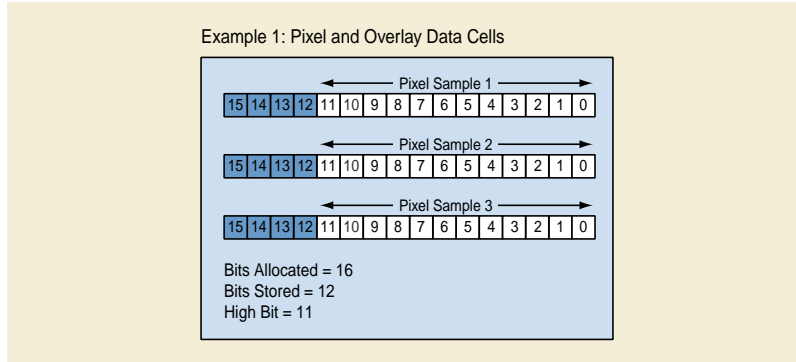 Example 1: Pixel and Overlay Data Cells
Pixel Sample 1
15 14 13 12 11 10 9 8 7 6 5 4 3 2 1 0
Pixel Sample 2
15 14 13 12 11 10 9 8 7 6 5 4 3 2 1 0
Pixel Sample 3
15 14 13 12 11 10 9 8 7 6 5 4 3 2 1 0
Bits Allocated = 16
Bits Stored = 12
High Bit = 11